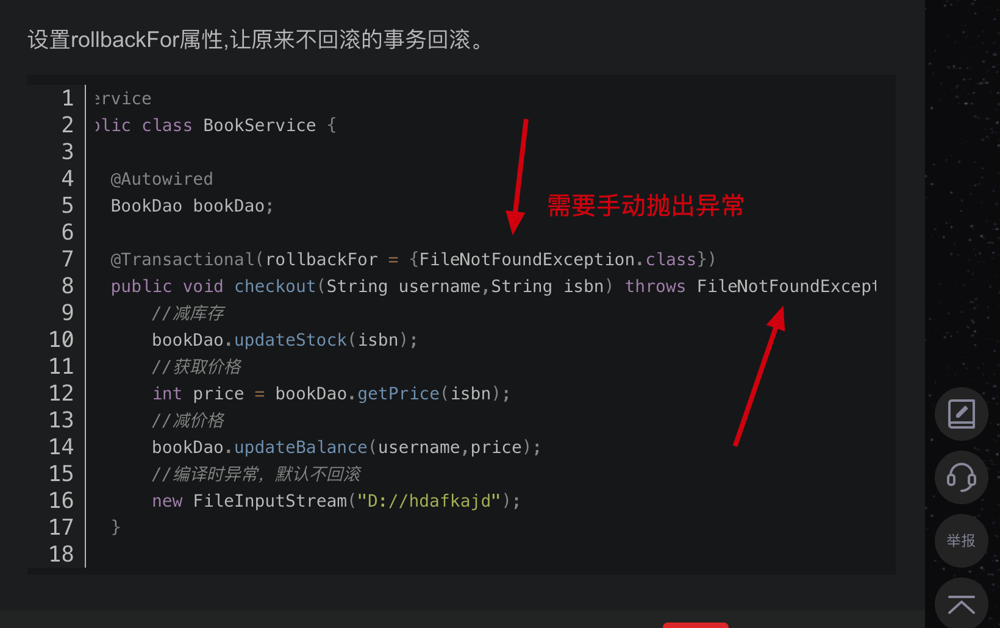 设置rollbackFor属性,让原来不回滚的事务回滚。
1 ervice
2 blic class BookService {
3
4 @Autowired
5 BookDao bookDao;
6
需要手动抛出异常
7 @Transactional(rollbackFor = {FileNotFoundException.class})
8 public void checkout(String username,String isbn) throws FileNotFoundExcept
9 //减库存
10 bookDao.updateStock(isbn);
11 //获取价格
12 int price = bookDao.getPrice(isbn);
13 //减价格
14 bookDao.updateBalance(username,price);
15 //编译时异常，默认不回滚
16 new FileInputStream("D://hdafkajd");
17 }
18
举报